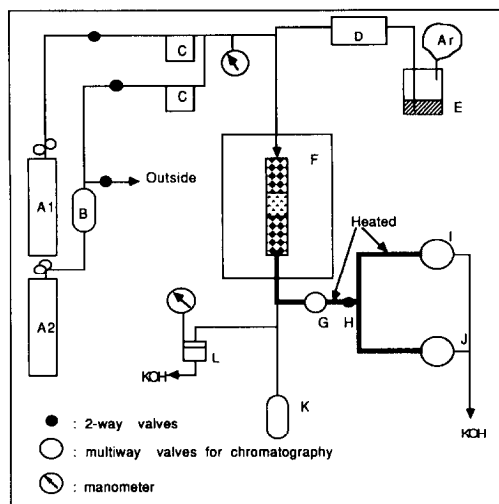 C
D
Ar
C
E
Outside
F
A1
B
Heated
I
G
H
J
A2
L
KOH
K
KOH
: 2-way valves
: multiway valves for chromatography
: manometer